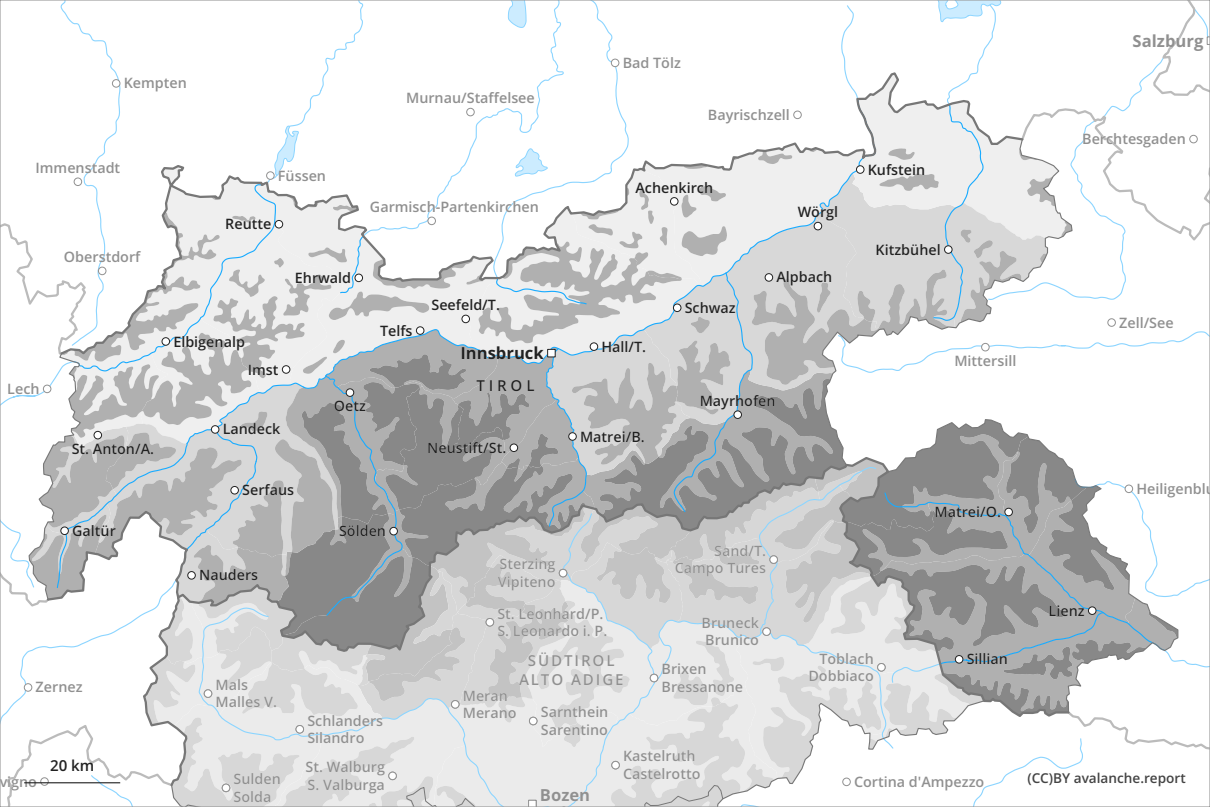 Salzburg
Bad Tölz
Kempten
Murnau/Staffelsee
Bayrischzell
Berchtesgaden
Immenstadt
Füssen
Kufstein
Achenkirch
Garmisch-Partenkirchen
Wörgl
Reutte
Kitzbühel
Oberstdorf
Ehrwald
Alpbach
Seefeld/T.
Schwaz
Telfs
Zell/See
Elbigenalp
Innsbruck
Hall/T.
Mittersill
Imst
TIROL
Lech
Oetz
Mayrhofen
Landeck
Matrei/B.
St. Anton/A.
Neustift/St.
Serfaus
Heiligenblu
Matrei/O.
Galtür
Sölden
Sand/T.
Campo Tures
Sterzing
Vipiteno
Nauders
Lienz
St. Leonhard/P.
S. Leonardo i. P.
Bruneck
Brunico
SÜDTIROL
ALTO ADIGE
Toblach
Dobbiaco
Sillian
Brixen
Bressanone
Zernez
Mals
Malles V.
Meran
Merano
Sarnthein
Sarentino
Schlanders
Silandro
Kastelruth
Castelrotto
St. Walburg
S. Valburga
20 km
vigno
Sulden
Solda
Cortina d'Ampezzo
(CC)BY avalanche.report
Bozen